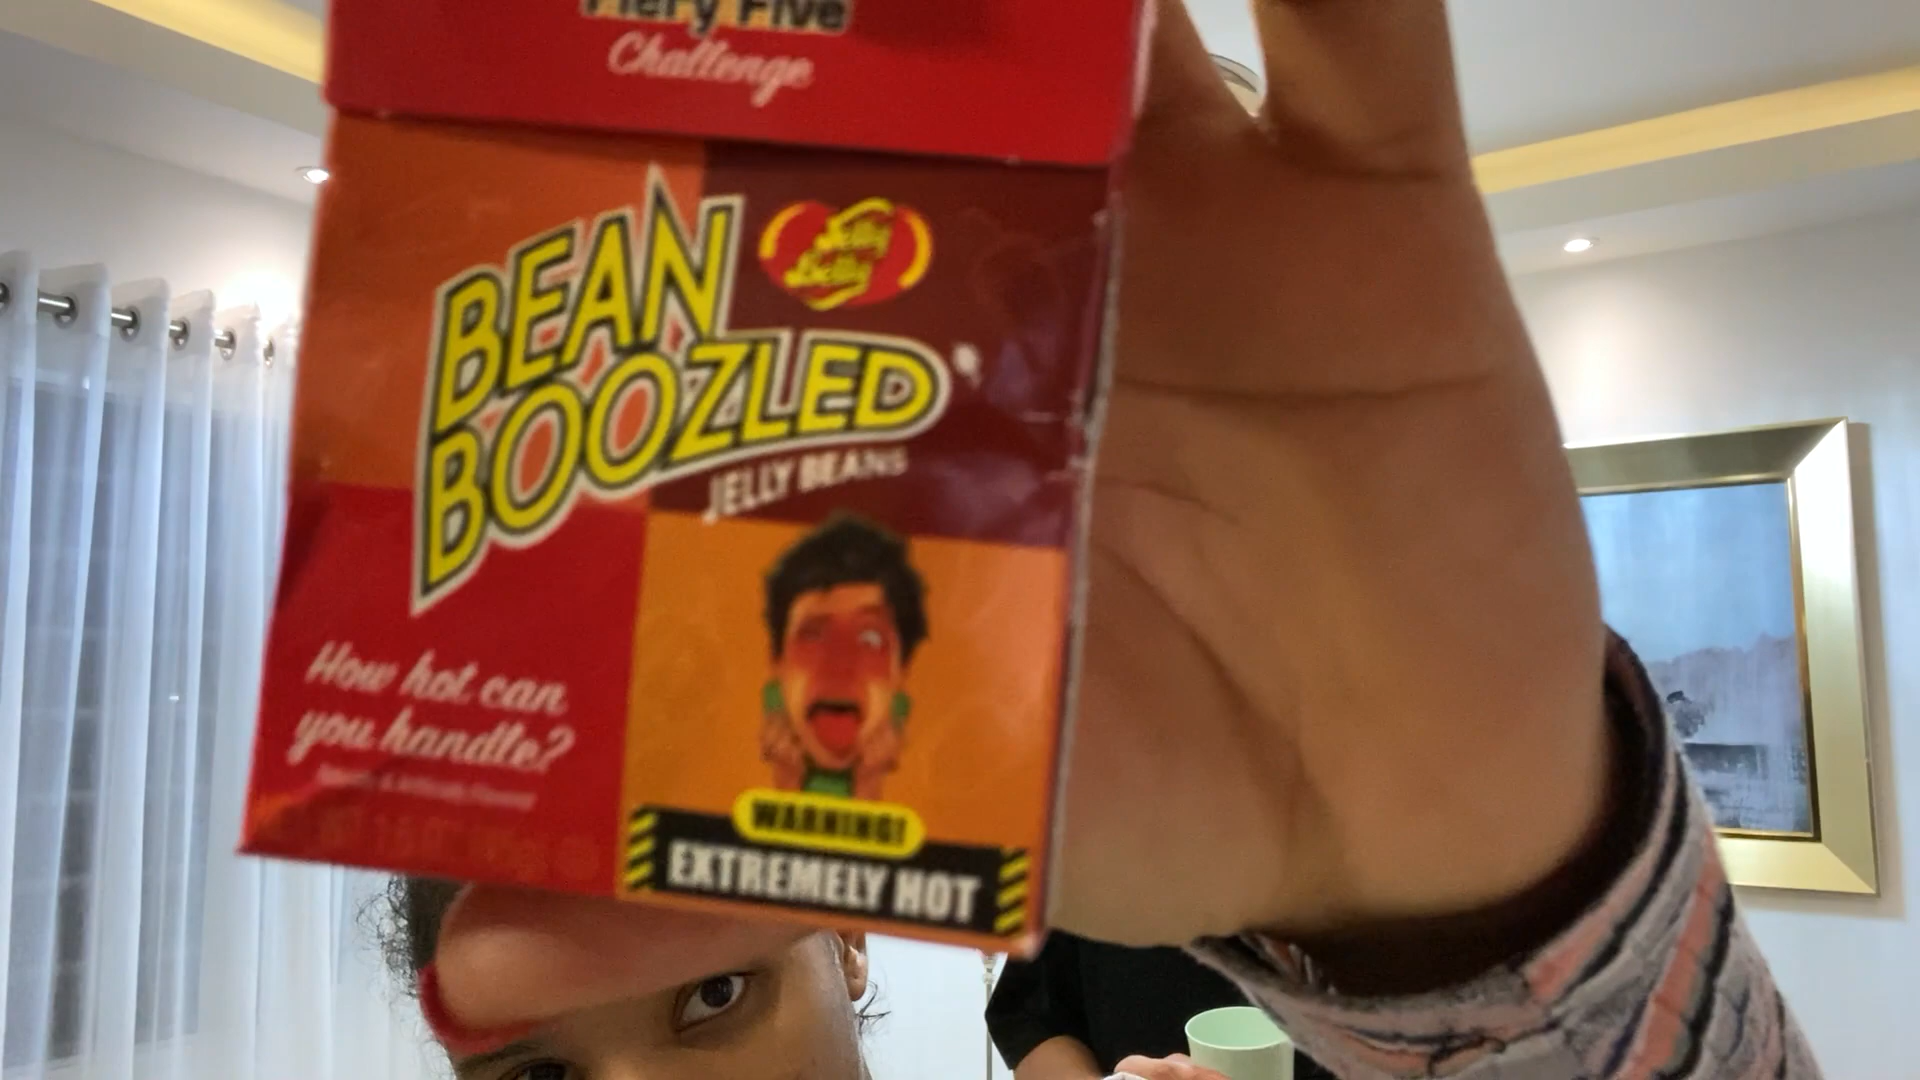 Fiery Five
Challenge
Jelly
Belly
BEAN
BOOZLED
JELLY BEANS
How hot can
you handle?
WARNING!
EXTREMELY HOT